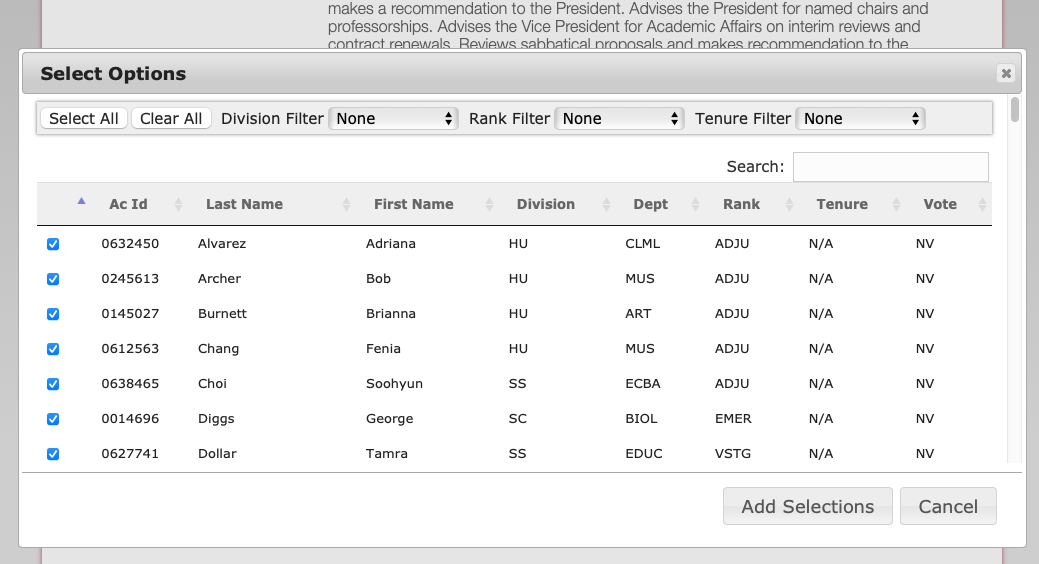 makes a recommendation to the President. Advises the President for named chairs and
professorships. Advises the Vice President for Academic Affairs on interim reviews and
contract renewals. Reviews sabbatical proposals and makes recommendation to the
Select Options
Select All Clear All Division Filter None Rank Filter None Tenure Filter None
Search:
Ac Id Last Name First Name Division Dept Rank Tenure Vote
0632450 Alvarez Adriana HU CLML ADJU N/A NV
0245613 Archer Bob HU MUS ADJU N/A NV
0145027 Burnett Brianna HU ART ADJU N/A NV
0612563 Chang Fenia HU MUS ADJU N/A NV
0638465 Choi Soohyun SS ECBA ADJU N/A NV
0014696 Diggs George SC BIOL EMER N/A NV
0627741 Dollar Tamra SS EDUC VSTG N/A NV
Add Selections Cancel